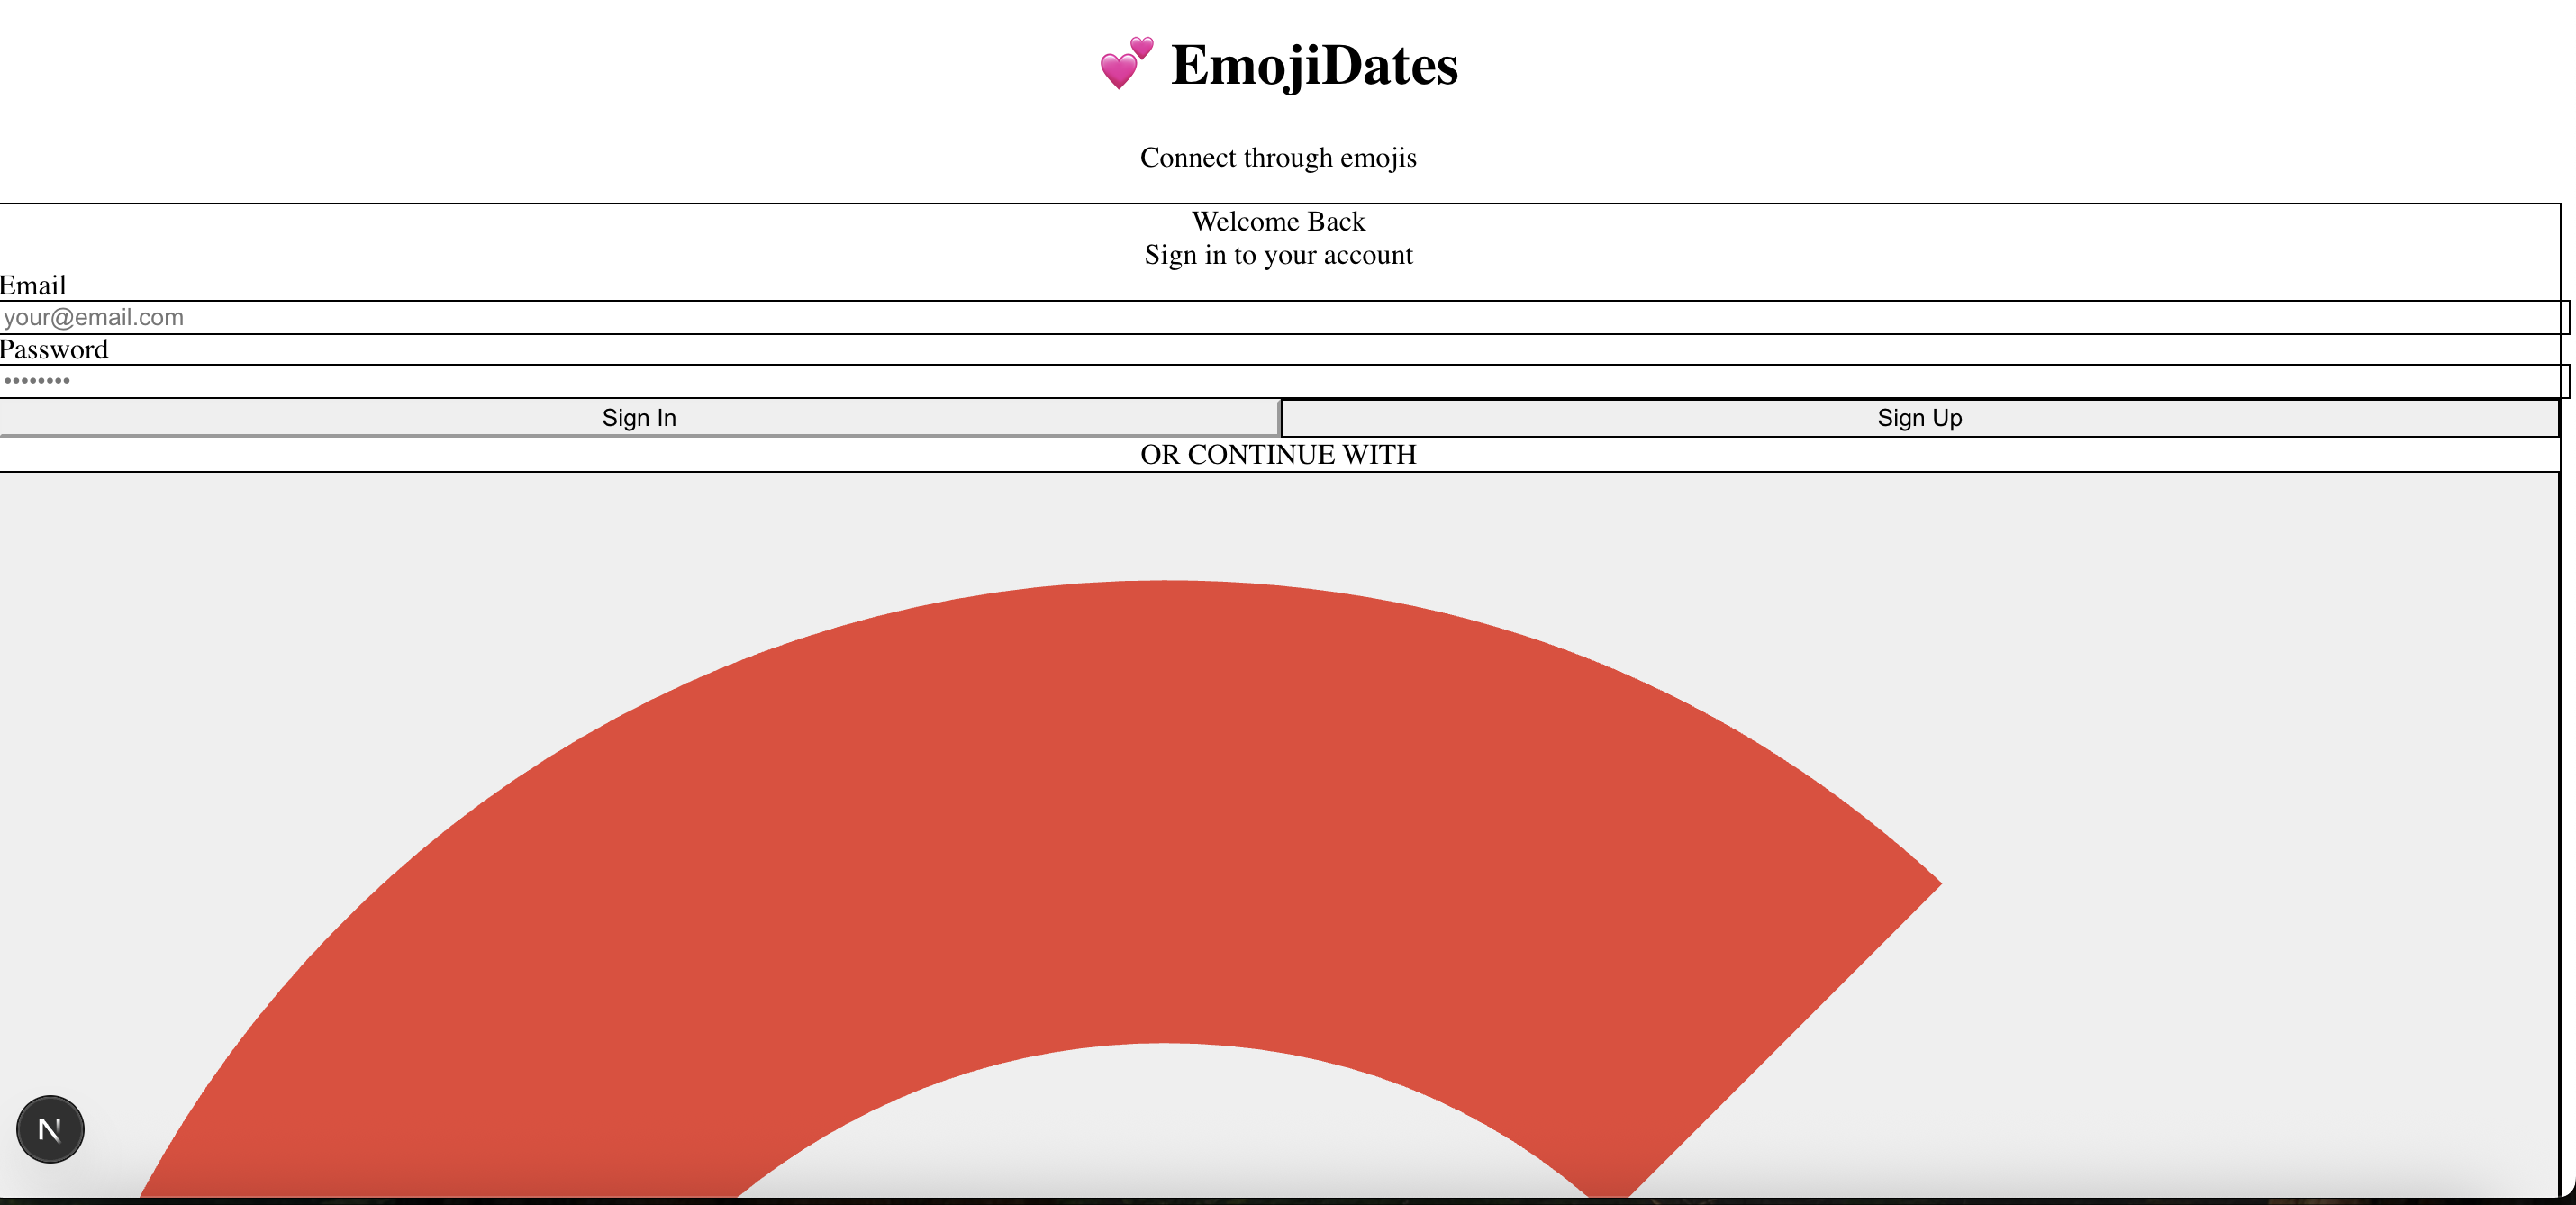 💕 EmojiDates
Connect through emojis
Welcome Back
Sign in to your account
Email
your@email.com
Password
••••••••
Sign In
Sign Up
OR CONTINUE WITH
N